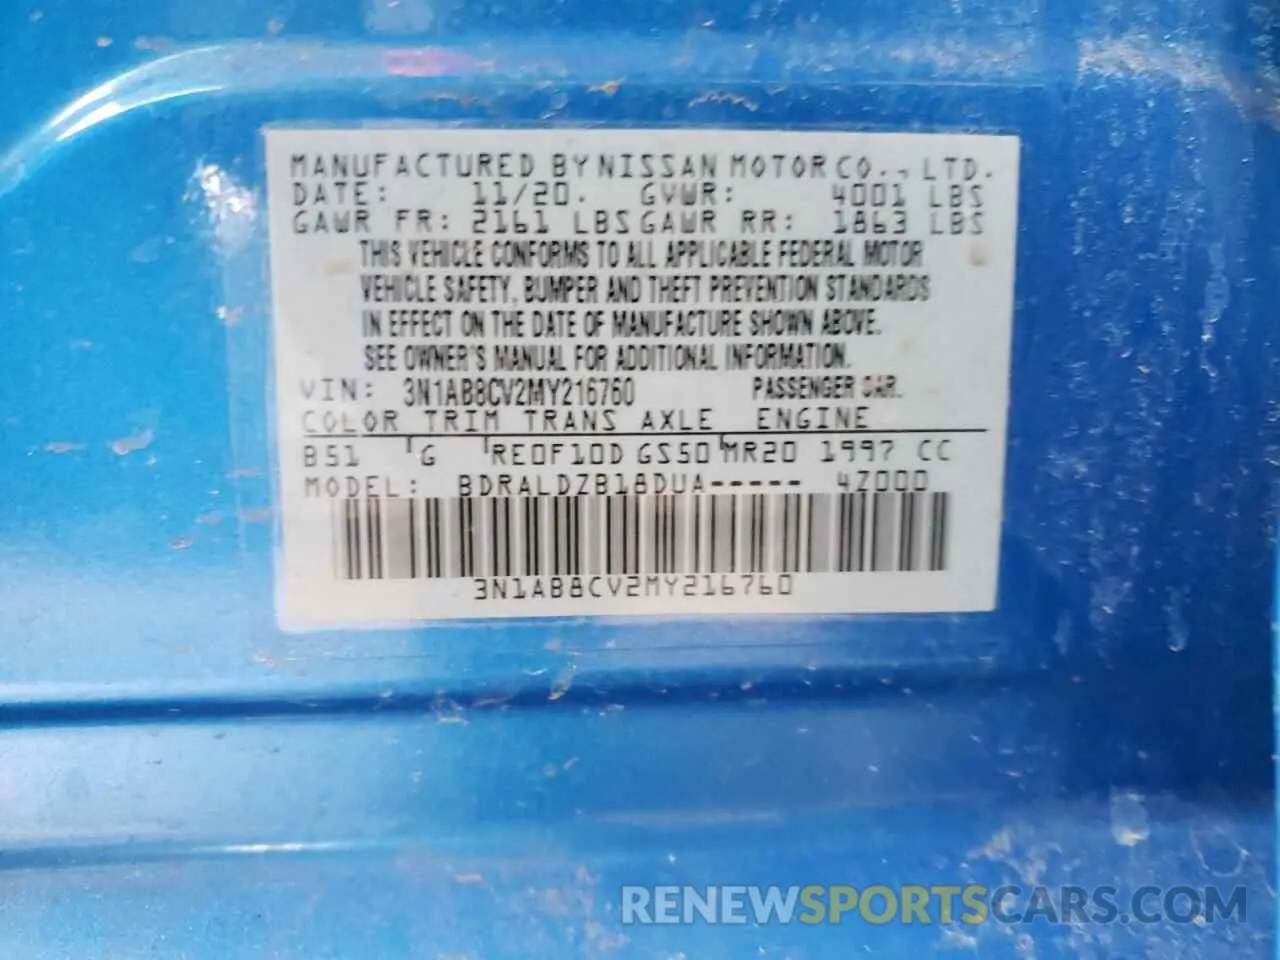 MANUFACTURED BY NISSAN MOTOR CO., LTD.
DATE: 11/20. GVWR: 4001 LBS
GAWR FR: 2161 LBS GAWR RR: 1863 LBS
THIS VEHICLE CONFORMS TO ALL APPLICABLE FEDERAL MOTOR
VEHICLE SAFETY, BUMPER AND THEFT PREVENTION STANDARDS
IN EFFECT ON THE DATE OF MANUFACTURE SHOWN ABOVE.
SEE OWNER'S MANUAL FOR ADDITIONAL INFORMATION.
VIN: 3N1AB8CV2MY216760 PASSENGER CAR.
COLOR TRIM TRANS AXLE ENGINE
B51 G RE0F10D GS50 MR20 1997 CC
MODEL: BDRALDZB18DUA----- 4Z000
3N1AB8CV2MY216760
RENEWSPORTSCARS.COM